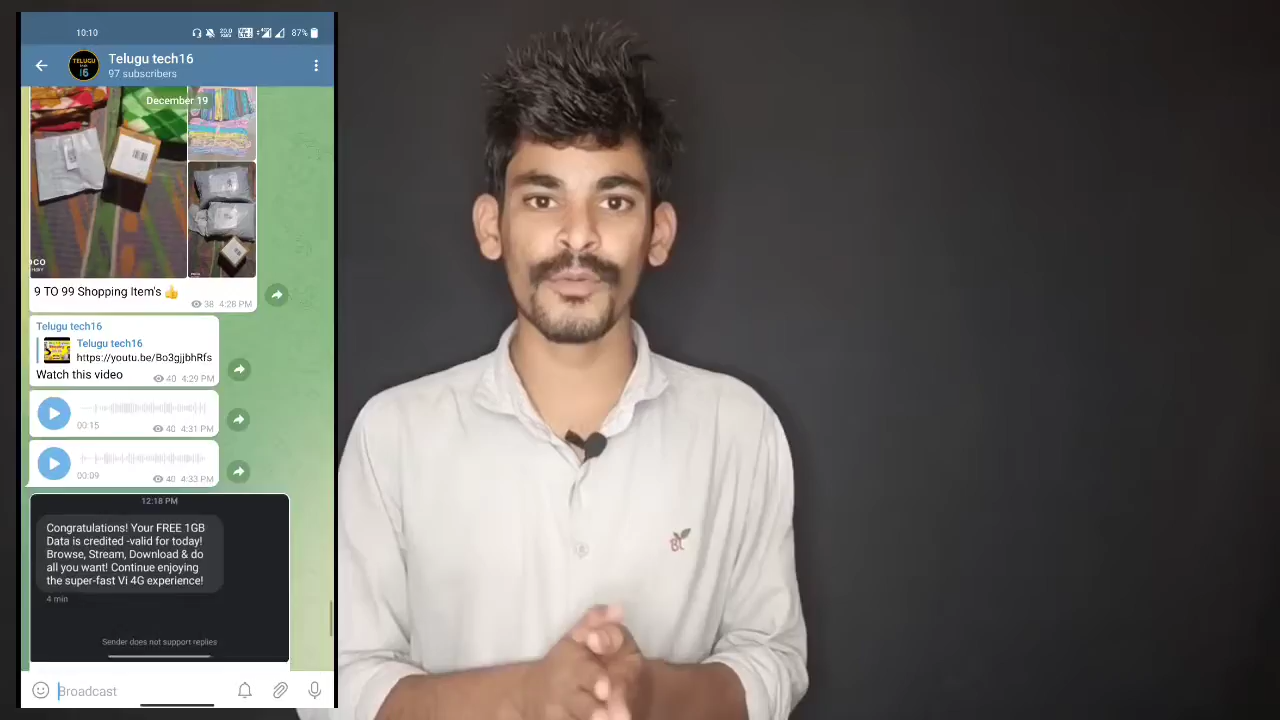 10:10
87%
TELUGU
16
Telugu tech16
97 subscribers
December 19
OCO
9 TO 99 Shopping Item's 👍
38 4:28 PM
Telugu tech16
Telugu tech16
https://youtu.be/Bo3gjjbhRfs
Watch this video
40 4:29 PM
00:15
40 4:31 PM
00:09
40 4:33 PM
12:18 PM
Congratulations! Your FREE 1GB
Data is credited -valid for today!
Browse, Stream, Download & do
all you want! Continue enjoying
the super-fast Vi 4G experience!
4 min
Sender does not support replies
Broadcast